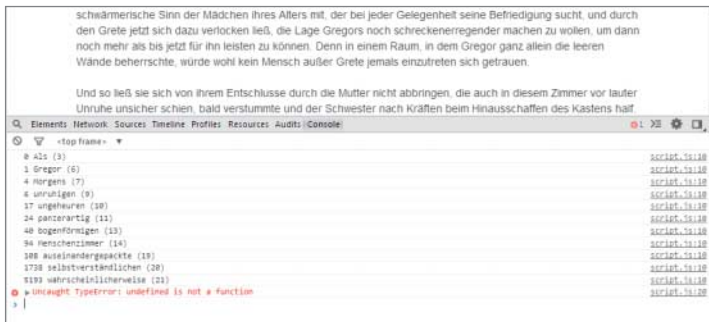 schwärmerische Sinn der Mädchen ihres Alters mit, der bei jeder Gelegenheit seine Befriedigung sucht, und durch
den Grete jetzt sich dazu verlocken ließ, die Lage Gregors noch schreckenerregender machen zu wollen, um dann
noch mehr als bis jetzt für ihn leisten zu können. Denn in einem Raum, in dem Gregor ganz allein die leeren
Wände beherrschte, würde wohl kein Mensch außer Grete jemals einzutreten sich getrauen.
Und so ließ sie sich von ihrem Entschlusse durch die Mutter nicht abbringen, die auch in diesem Zimmer vor lauter
Unruhe unsicher schien, bald verstummte und der Schwester nach Kräften beim Hinausschaffen des Kastens half.
Elements Network Sources Timeline Profiles Resources Audits Console 1
<top frame> ▼
0 Als (3) script.js:10
1 Gregor (6) script.js:10
4 Morgens (7) script.js:10
6 unruhigen (9) script.js:10
17 ungeheuren (10) script.js:10
24 panzerartig (11) script.js:10
40 bogenförmigen (13) script.js:10
94 Menschenzimmer (14) script.js:10
108 auseinandergepackte (19) script.js:10
1738 selbstverständlichen (20) script.js:10
5193 wahrscheinlicherweise (21) script.js:10
▶ Uncaught TypeError: undefined is not a function script.js:20
>